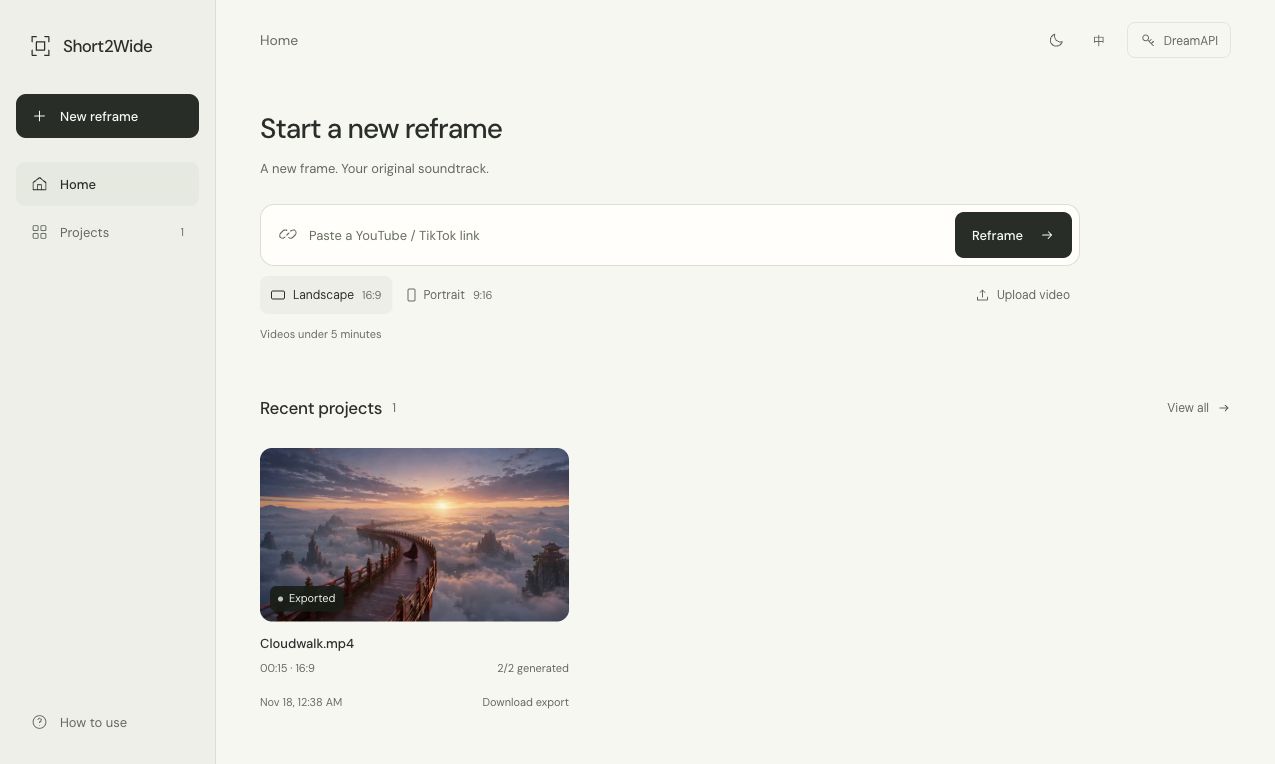 Short2Wide
New reframe
Home
Projects 1
How to use
Home
中 DreamAPI
Start a new reframe
A new frame. Your original soundtrack.
Paste a YouTube / TikTok link Reframe →
Landscape 16:9 Portrait 9:16 Upload video
Videos under 5 minutes
Recent projects 1 View all →
Exported
Cloudwalk.mp4
00:15 · 16:9 2/2 generated
Nov 18, 12:38 AM Download export